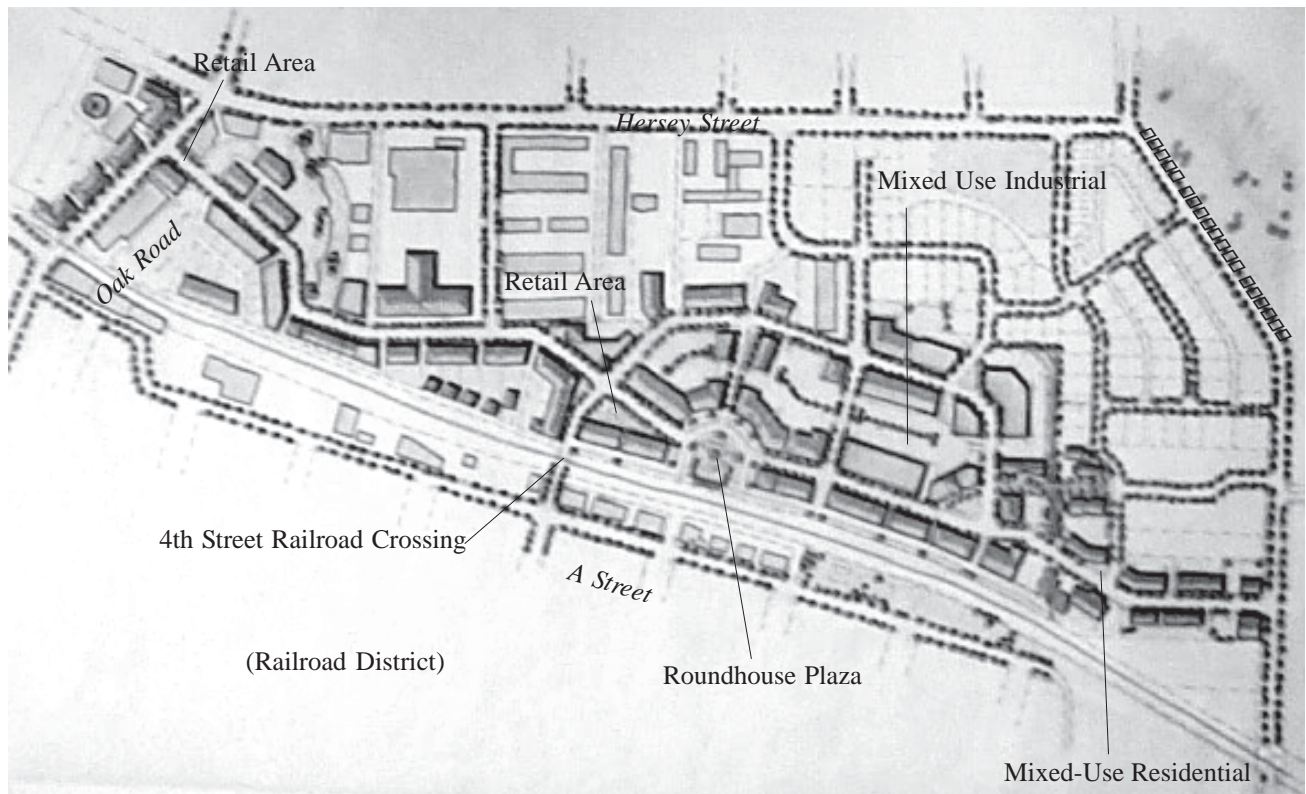 Retail Area
Hersey Street
Mixed Use Industrial
Oak Road
Retail Area
4th Street Railroad Crossing
A Street
(Railroad District)
Roundhouse Plaza
Mixed-Use Residential